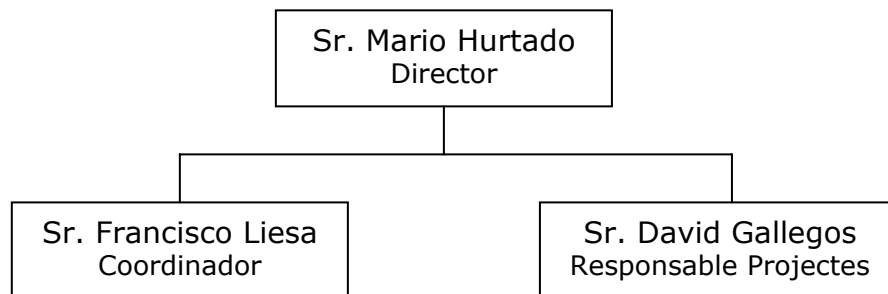 Sr. Mario Hurtado
Director
Sr. Francisco Liesa
Coordinador
Sr. David Gallegos
Responsable Projectes